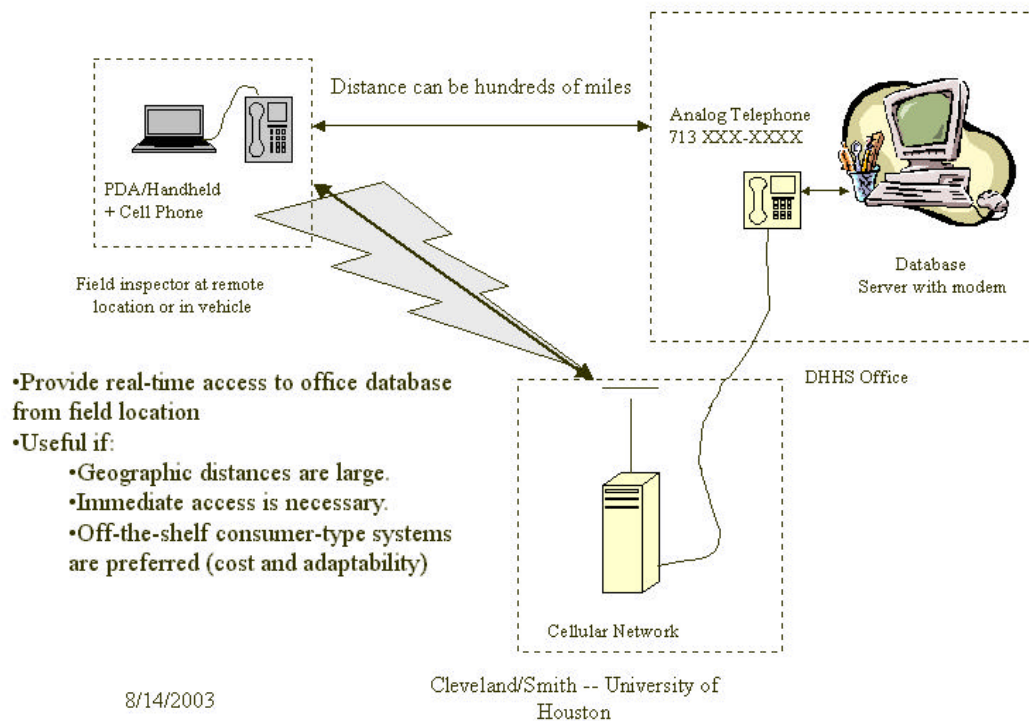 Distance can be hundreds of miles
Analog Telephone
713 XXX-XXXX
PDA/Handheld
+ Cell Phone
Database
Server with modem
Field inspector at remote
location or in vehicle
DHHS Office
•Provide real-time access to office database
from field location
•Useful if:
•Geographic distances are large.
•Immediate access is necessary.
•Off-the-shelf consumer-type systems
are preferred (cost and adaptability)
Cellular Network
8/14/2003
Cleveland/Smith -- University of
Houston